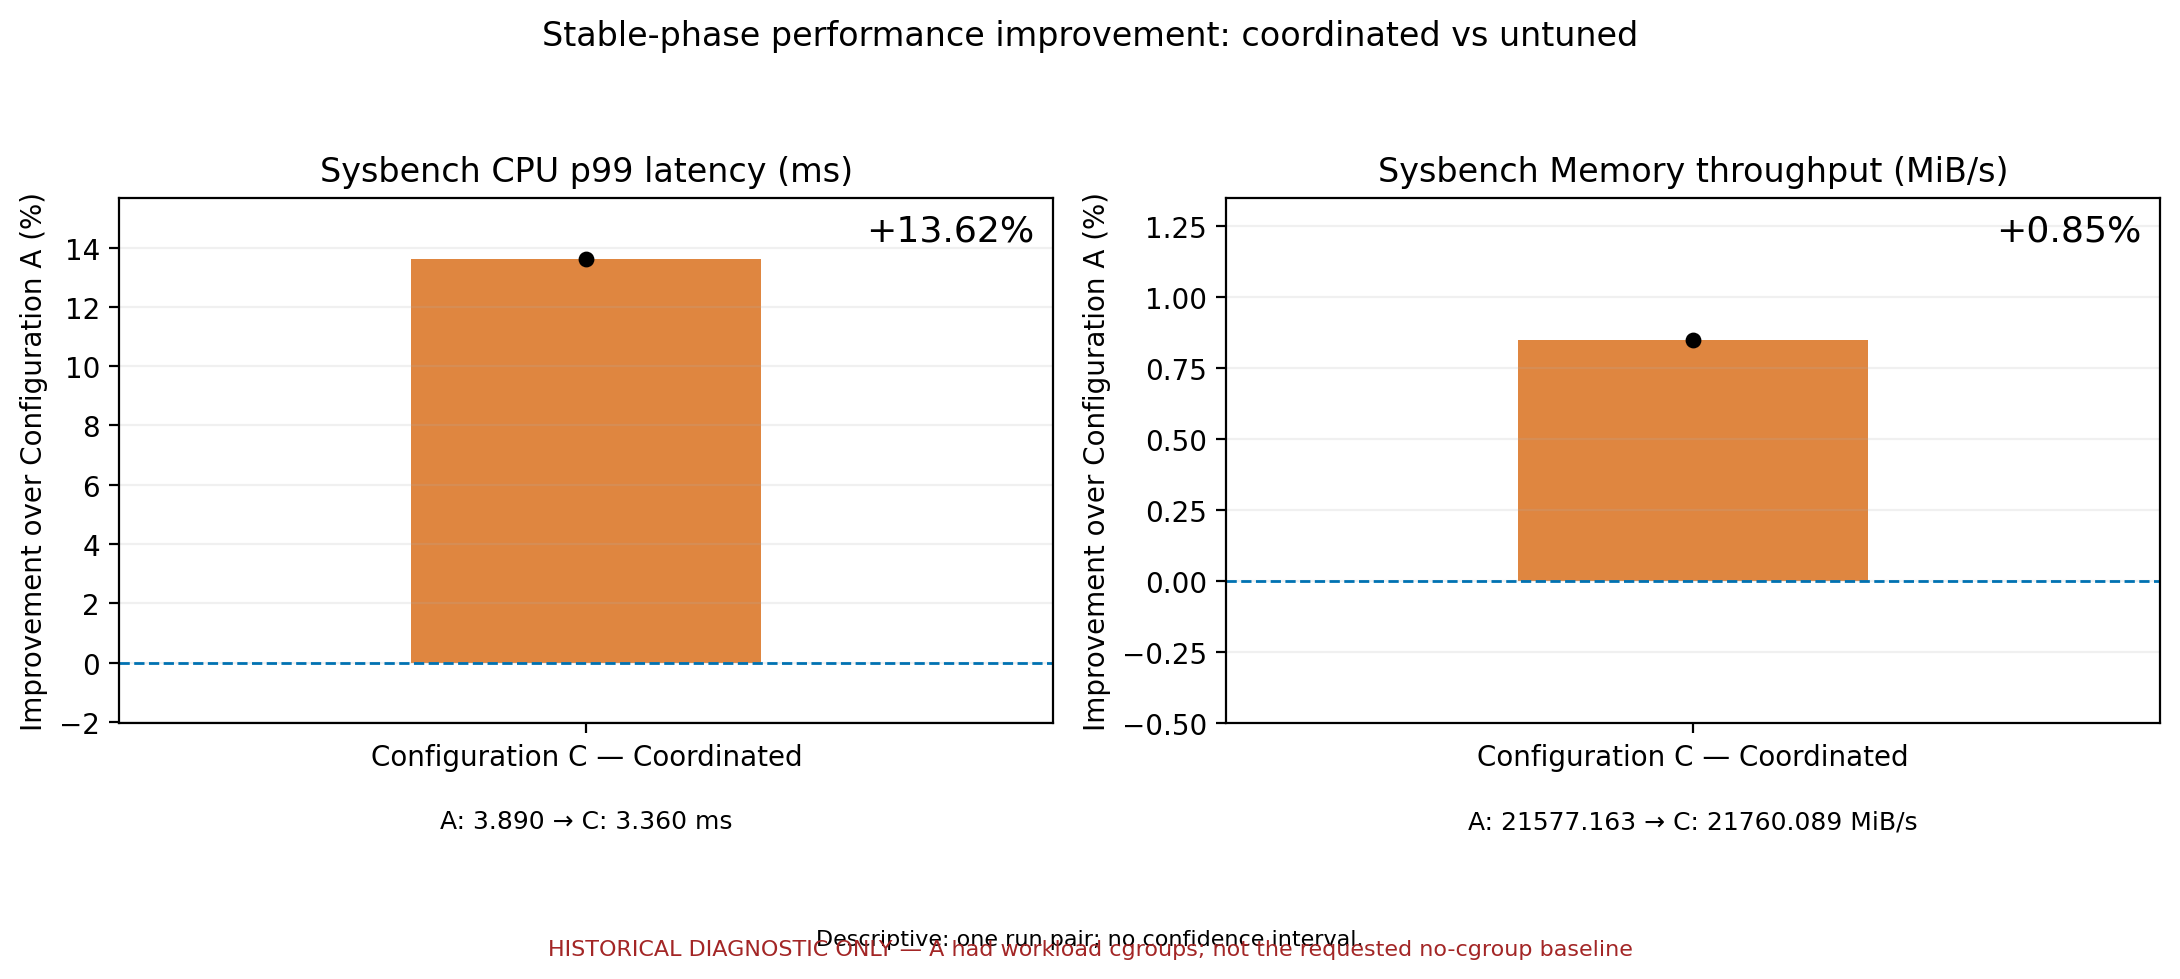 Stable-phase performance improvement: coordinated vs untuned
Sysbench CPU p99 latency (ms)
Improvement over Configuration A (%)
+13.62%
14
12
10
8
6
4
2
0
−2
Configuration C — Coordinated
A: 3.890 → C: 3.360 ms
Sysbench Memory throughput (MiB/s)
Improvement over Configuration A (%)
+0.85%
1.25
1.00
0.75
0.50
0.25
0.00
−0.25
−0.50
Configuration C — Coordinated
A: 21577.163 → C: 21760.089 MiB/s
Descriptive: one run pair; no confidence interval.
HISTORICAL DIAGNOSTIC ONLY — A had workload cgroups; not the requested no-cgroup baseline